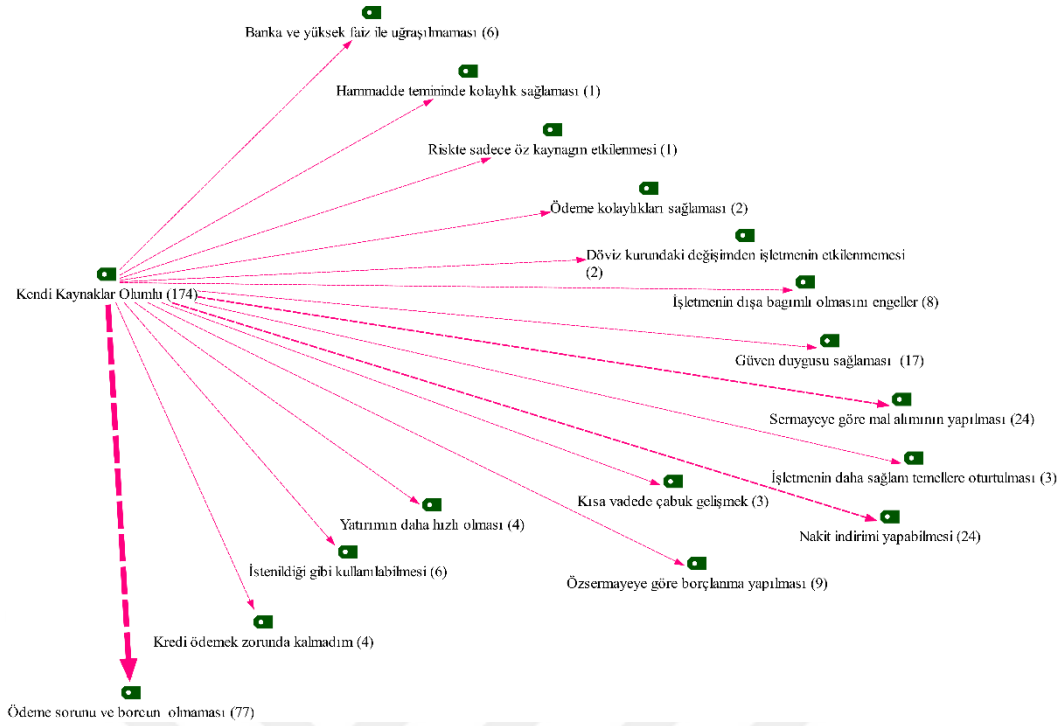 Banka ve yüksek faiz ile uğraşılmaması (6)
Hammadde temininde kolaylık sağlaması (1)
Riskte sadece öz kaynağın etkilenmesi (1)
Ödeme kolaylıkları sağlaması (2)
Döviz kurundaki değişimden işletmenin etkilenmemesi
(2)
Kendi Kaynaklar Olumlu (174)
İşletmenin dışa bagımlı olmasını engeller (8)
Güven duygusu sağlaması (17)
Sermayeye göre mal alımının yapılması (24)
İşletmenin daha sağlam temellere oturtulması (3)
Kısa vadede çabuk gelişmek (3)
Yatırımın daha hızlı olması (4)
Nakit indirimi yapabilmesi (24)
İstenildiği gibi kullanılabilmesi (6)
Özsermayeye göre borçlanma yapılması (9)
Kredi ödemek zorunda kalmadım (4)
Ödeme sorunu ve borcun olmaması (77)